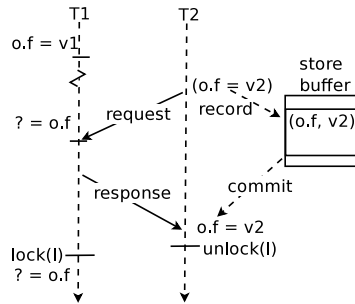 T1
T2
o.f = v1
store
buffer
(o.f = v2)
record
request
(o.f, v2)
? = o.f
response
commit
o.f = v2
unlock(l)
lock(l)
? = o.f